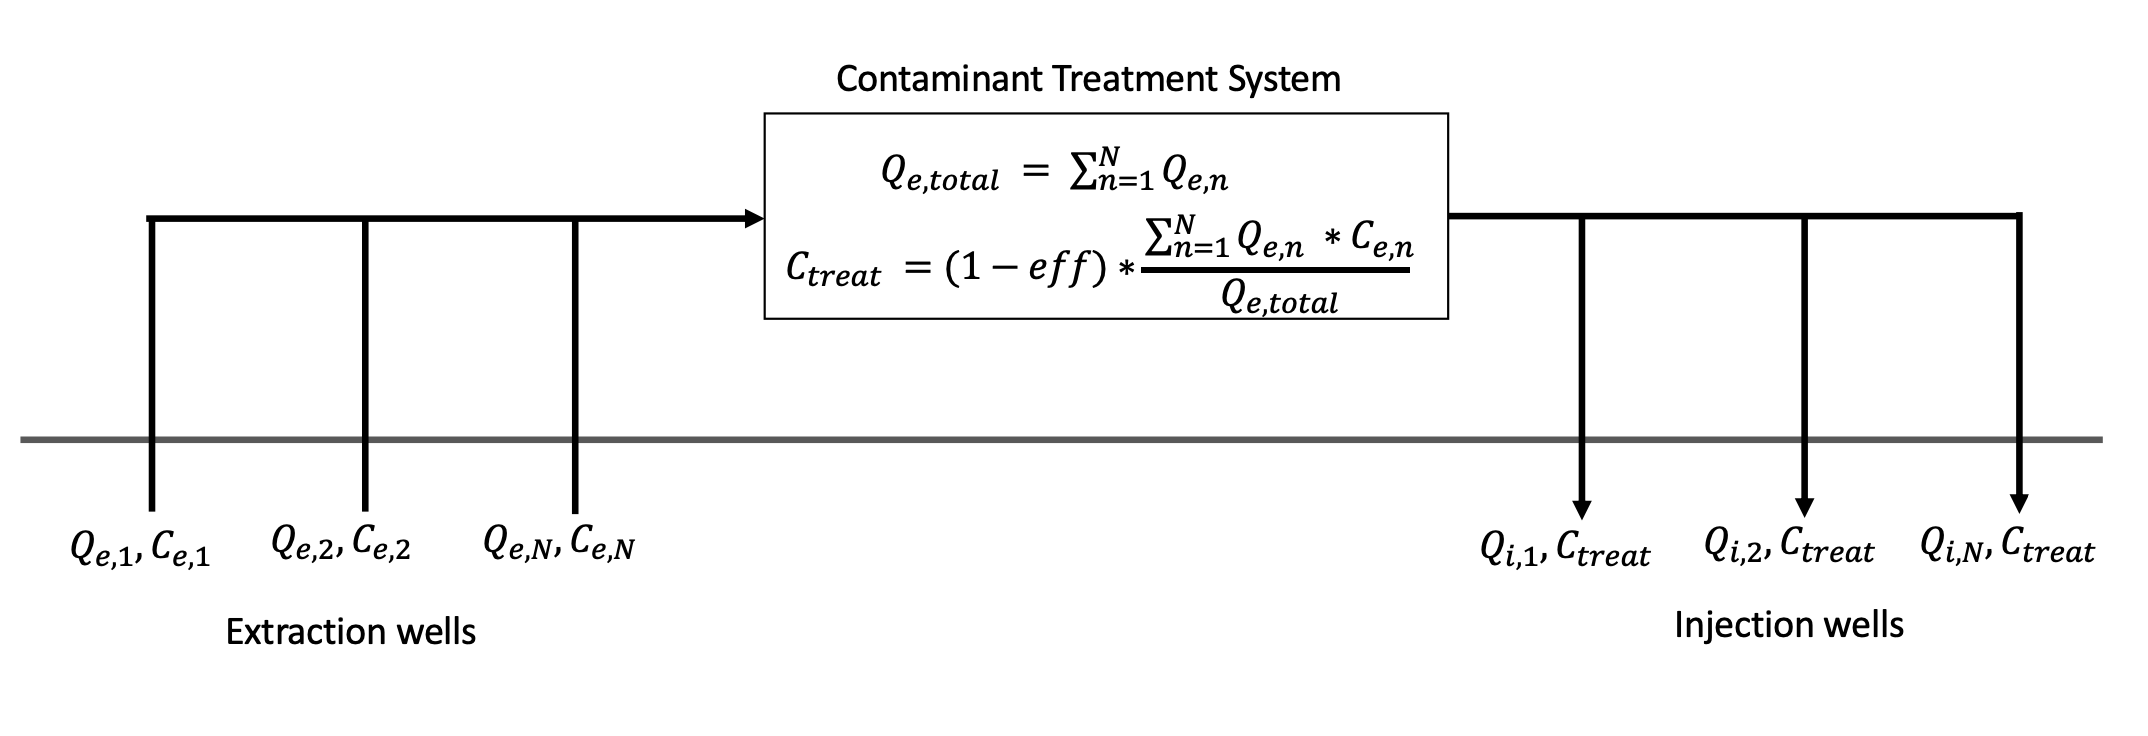 Contaminant Treatment System
Q_{e,total} = ∑_{n=1}^{N} Q_{e,n}
C_{treat} = (1 − eff) * \frac{∑_{n=1}^{N} Q_{e,n} * C_{e,n}}{Q_{e,total}}
Q_{e,1}, C_{e,1}
Q_{e,2}, C_{e,2}
Q_{e,N}, C_{e,N}
Q_{i,1}, C_{treat}
Q_{i,2}, C_{treat}
Q_{i,N}, C_{treat}
Extraction wells
Injection wells